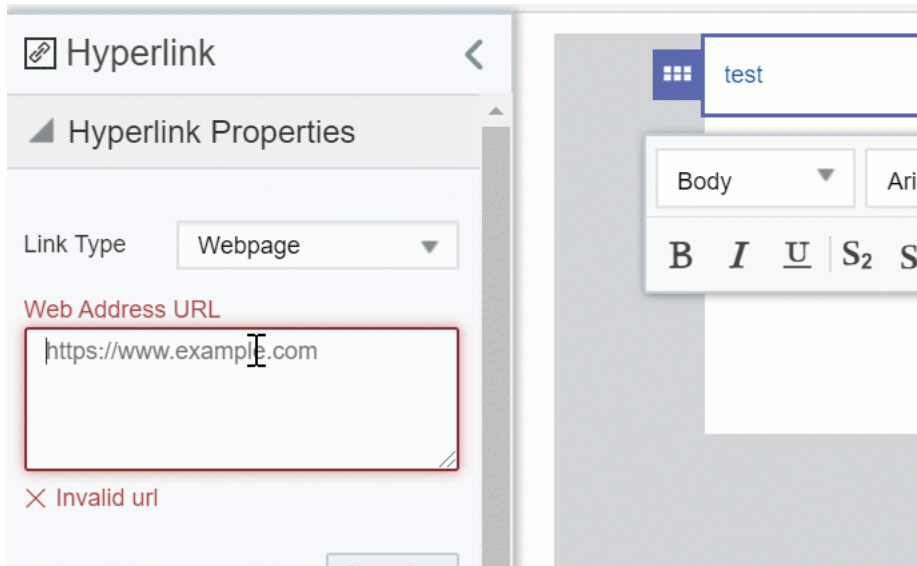 Hyperlink
Hyperlink Properties
Link Type
Webpage
Web Address URL
https://www.example.com
Invalid url
test
Body
Ari
B I U S₂ S